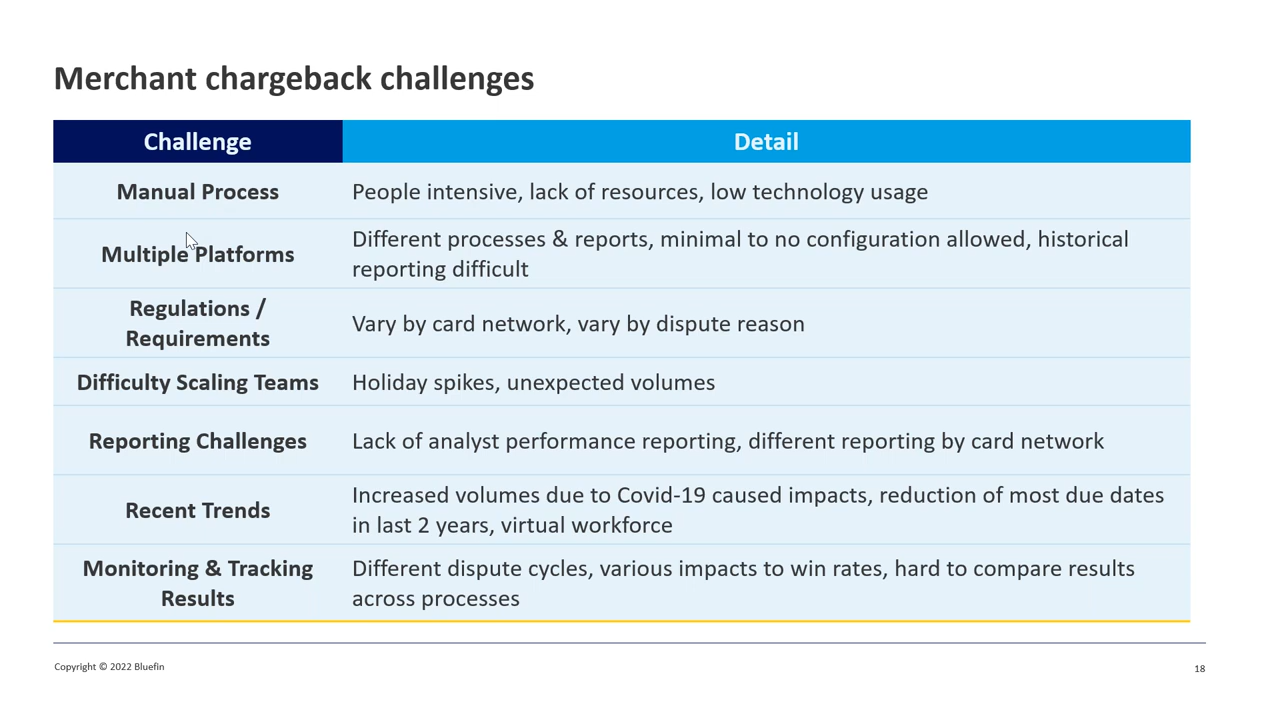 Merchant chargeback challenges
Challenge
Detail
Manual Process
People intensive, lack of resources, low technology usage
Multiple Platforms
Different processes & reports, minimal to no configuration allowed, historical
reporting difficult
Regulations /
Requirements
Vary by card network, vary by dispute reason
Difficulty Scaling Teams
Holiday spikes, unexpected volumes
Reporting Challenges
Lack of analyst performance reporting, different reporting by card network
Recent Trends
Increased volumes due to Covid-19 caused impacts, reduction of most due dates
in last 2 years, virtual workforce
Monitoring & Tracking
Results
Different dispute cycles, various impacts to win rates, hard to compare results
across processes
Copyright © 2022 Bluefin
18